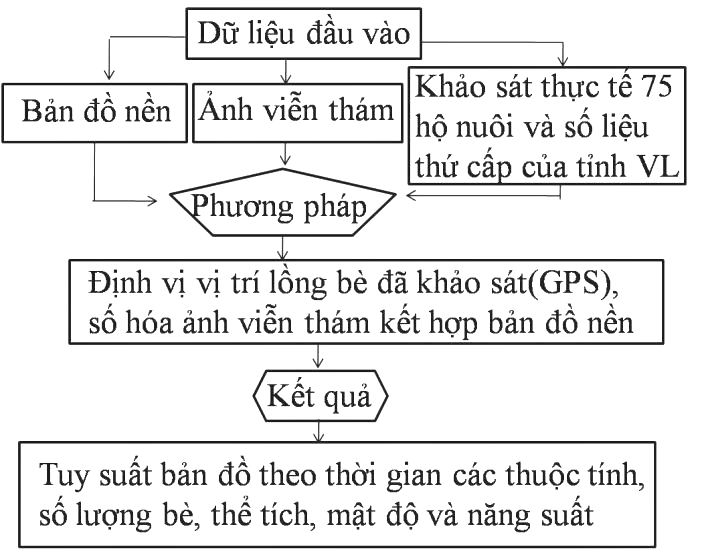 Dữ liệu đầu vào
Bản đồ nền
Ảnh viễn thám
Khảo sát thực tế 75
hộ nuôi và số liệu
thứ cấp của tỉnh VL
Phương pháp
Định vị vị trí lồng bè đã khảo sát(GPS),
số hóa ảnh viễn thám kết hợp bản đồ nền
Kết quả
Tuy suất bản đồ theo thời gian các thuộc tính,
số lượng bè, thể tích, mật độ và năng suất